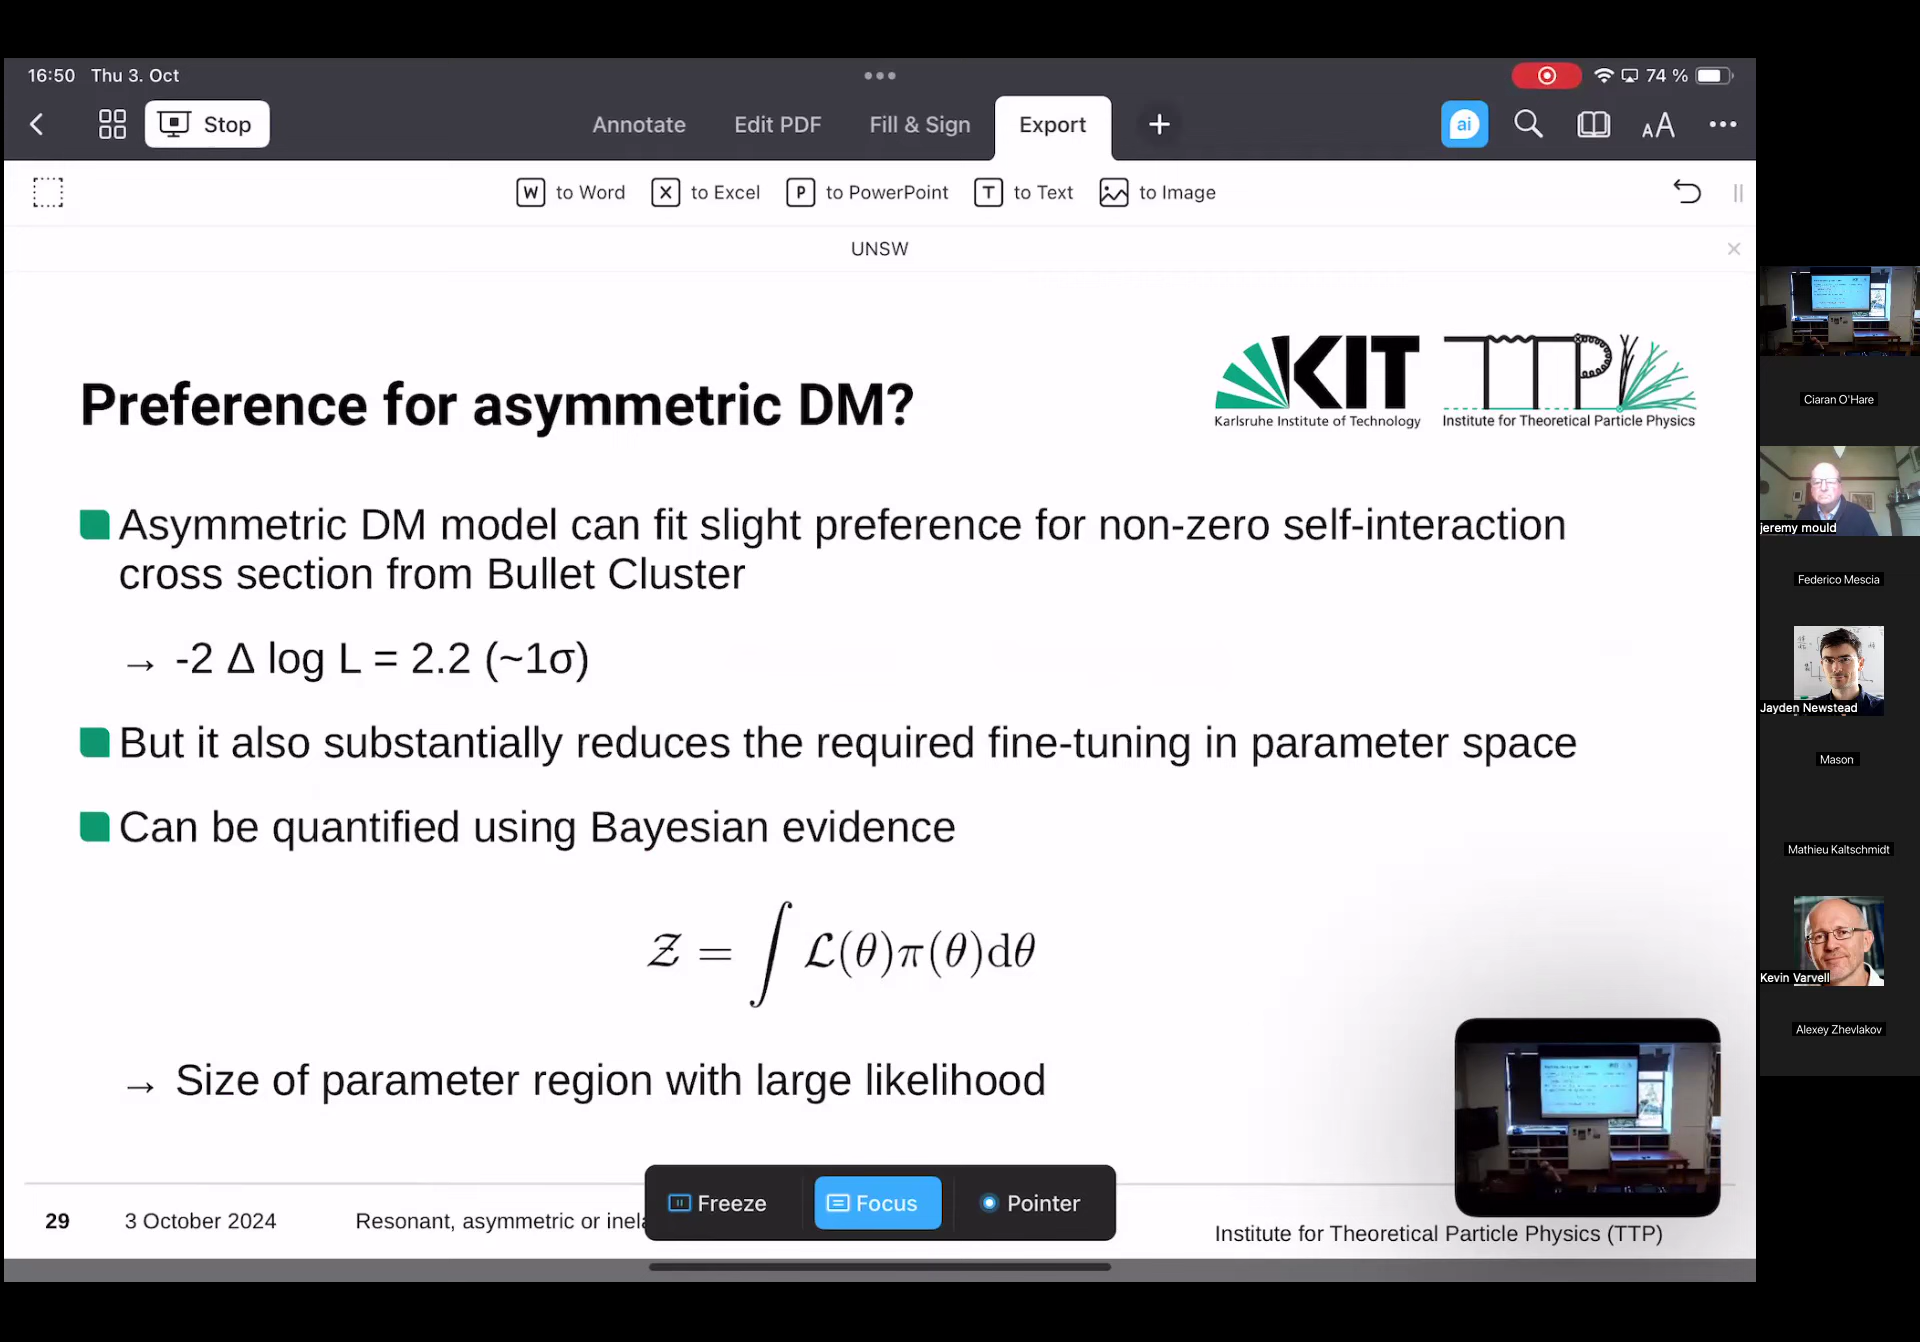 16:50 Thu 3. Oct
74 %
Stop
Annotate
Edit PDF
Fill & Sign
Export
+
ai
AA
W to Word
X to Excel
P to PowerPoint
T to Text
to Image
UNSW
Preference for asymmetric DM?
KIT
Karlsruhe Institute of Technology
TTP
Institute for Theoretical Particle Physics
Asymmetric DM model can fit slight preference for non-zero self-interaction
cross section from Bullet Cluster
→ -2 Δ log L = 2.2 (~1σ)
But it also substantially reduces the required fine-tuning in parameter space
Can be quantified using Bayesian evidence
𝒵 = ∫ ℒ(θ)π(θ)dθ
→ Size of parameter region with large likelihood
29
3 October 2024
Resonant, asymmetric or inela
Freeze
Focus
Pointer
Institute for Theoretical Particle Physics (TTP)
Ciaran O'Hare
jeremy mould
Federico Mescia
Jayden Newstead
Mason
Mathieu Kaltschmidt
Kevin Varvell
Alexey Zhevlakov